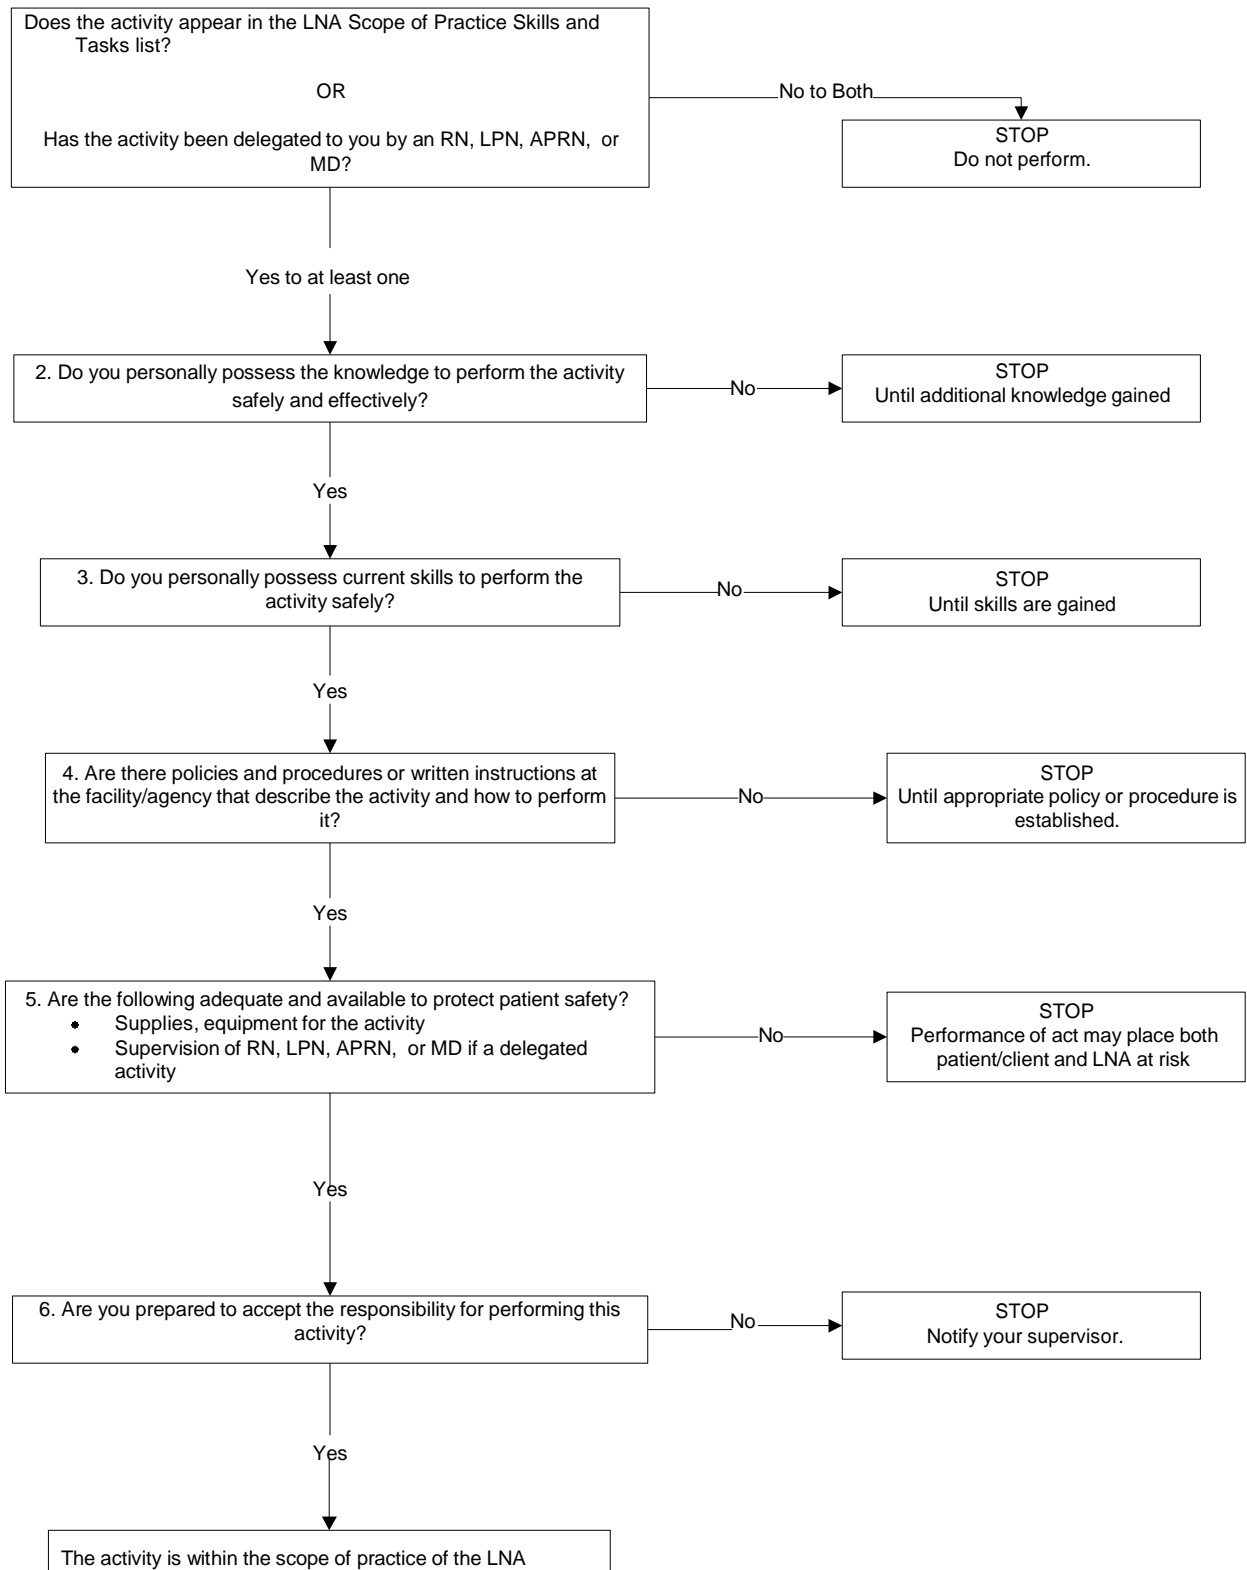 Does the activity appear in the LNA Scope of Practice Skills and
Tasks list?
OR
Has the activity been delegated to you by an RN, LPN, APRN, or
MD?
No to Both
STOP
Do not perform.
Yes to at least one
2. Do you personally possess the knowledge to perform the activity
safely and effectively?
No
STOP
Until additional knowledge gained
Yes
3. Do you personally possess current skills to perform the
activity safely?
No
STOP
Until skills are gained
Yes
4. Are there policies and procedures or written instructions at
the facility/agency that describe the activity and how to perform
it?
No
STOP
Until appropriate policy or procedure is
established.
Yes
5. Are the following adequate and available to protect patient safety?
• Supplies, equipment for the activity
• Supervision of RN, LPN, APRN, or MD if a delegated
activity
No
STOP
Performance of act may place both
patient/client and LNA at risk
Yes
6. Are you prepared to accept the responsibility for performing this
activity?
No
STOP
Notify your supervisor.
Yes
The activity is within the scope of practice of the LNA